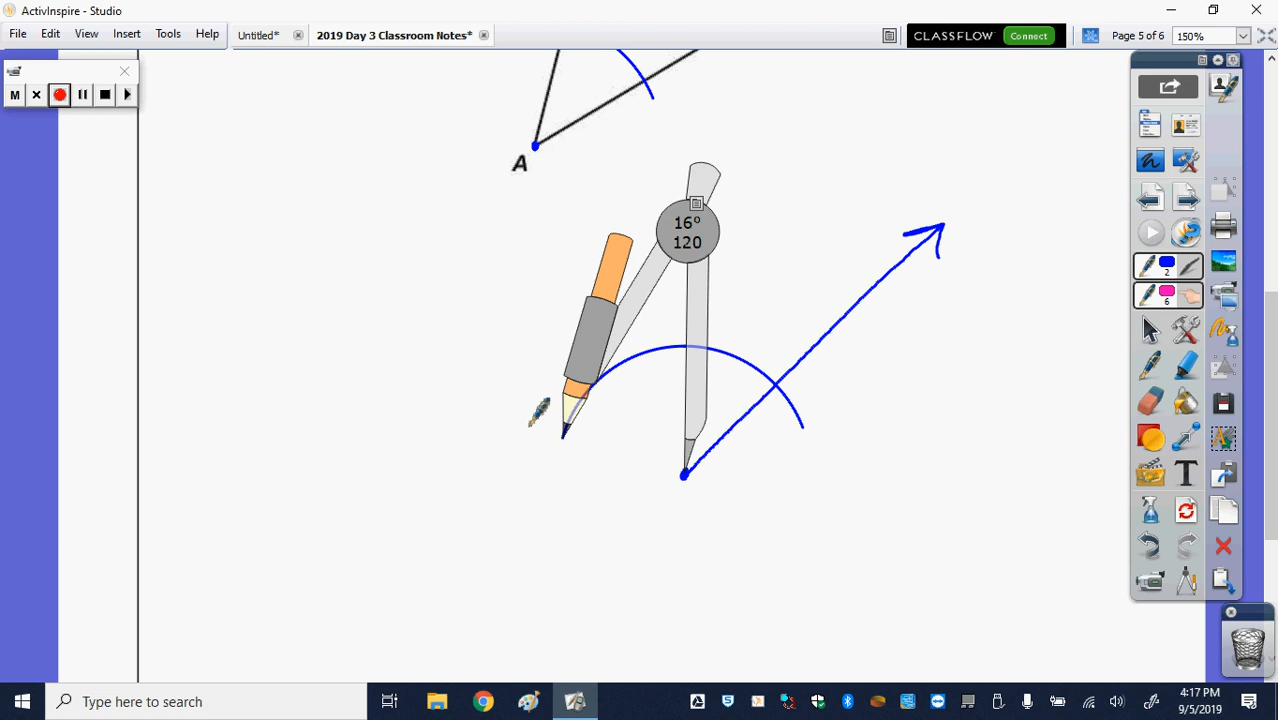 ActivInspire - Studio
File Edit View Insert Tools Help Untitled* 2019 Day 3 Classroom Notes* CLASSFLOW Connect Page 5 of 6 150%
M
A
16º
120
2
6
T
Type here to search
4:17 PM
9/5/2019